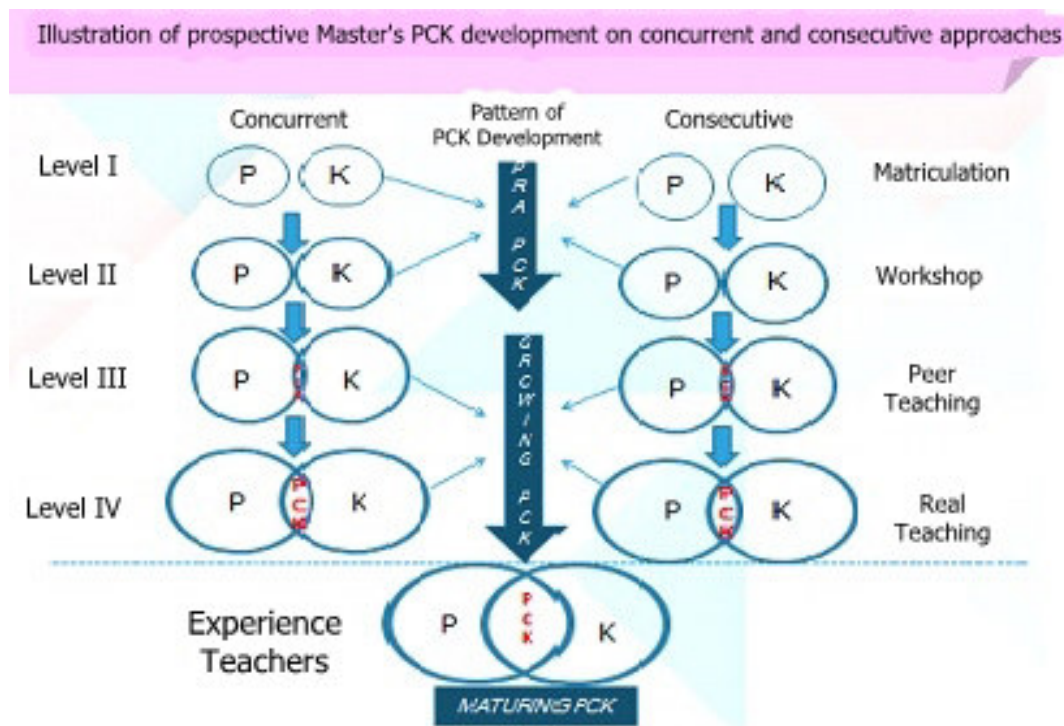 Illustration of prospective Master's PCK development on concurrent and consecutive approaches
Concurrent
Pattern of
PCK Development
Consecutive
Level I
P K
PRA PCK
P K
Matriculation
Level II
P K
P K
Workshop
Level III
P K
GRCWING PCK
P K
Peer
Teaching
Level IV
P PCK K
P PCK K
Real
Teaching
Experience
Teachers
P PCK K
MATURING PCK